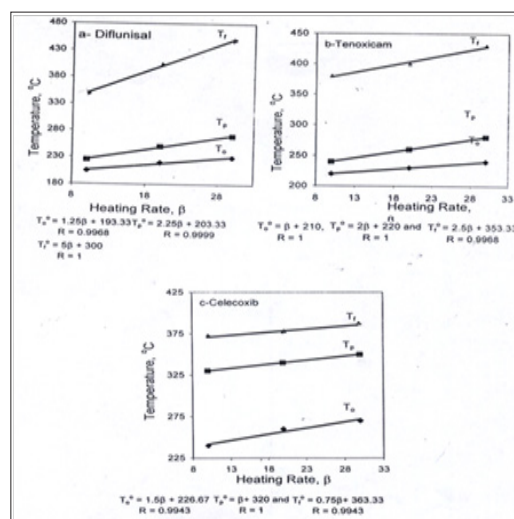 a- Diflunisal
b-Tenoxicam
480
430
380
330
280
230
180
Temperature, °C
Tf
Tp
To
8
18
28
Heating Rate, β
450
400
350
300
250
200
Temperature, °C
Tf
Tp
To
8
13
18
23
28
33
Heating Rate,
To° = 1.25β + 193.33 Tp° = 2.25β + 203.33
R = 0.9968
R = 0.9999
Tf° = 5β + 300
R = 1
To° = β + 210, Tp° = 2β + 220 and Tf° = 2.5β + 353.33
R = 1
R = 1
R = 0.9968
c-Celecoxib
425
375
325
275
225
Temperature, °C
Tf
Tp
To
8
13
18
23
28
33
Heating Rate, β
To° = 1.5β + 226.67 Tp° = β+ 320 and Tf° = 0.75β+ 363.33
R = 0.9943
R = 1
R = 0.9943